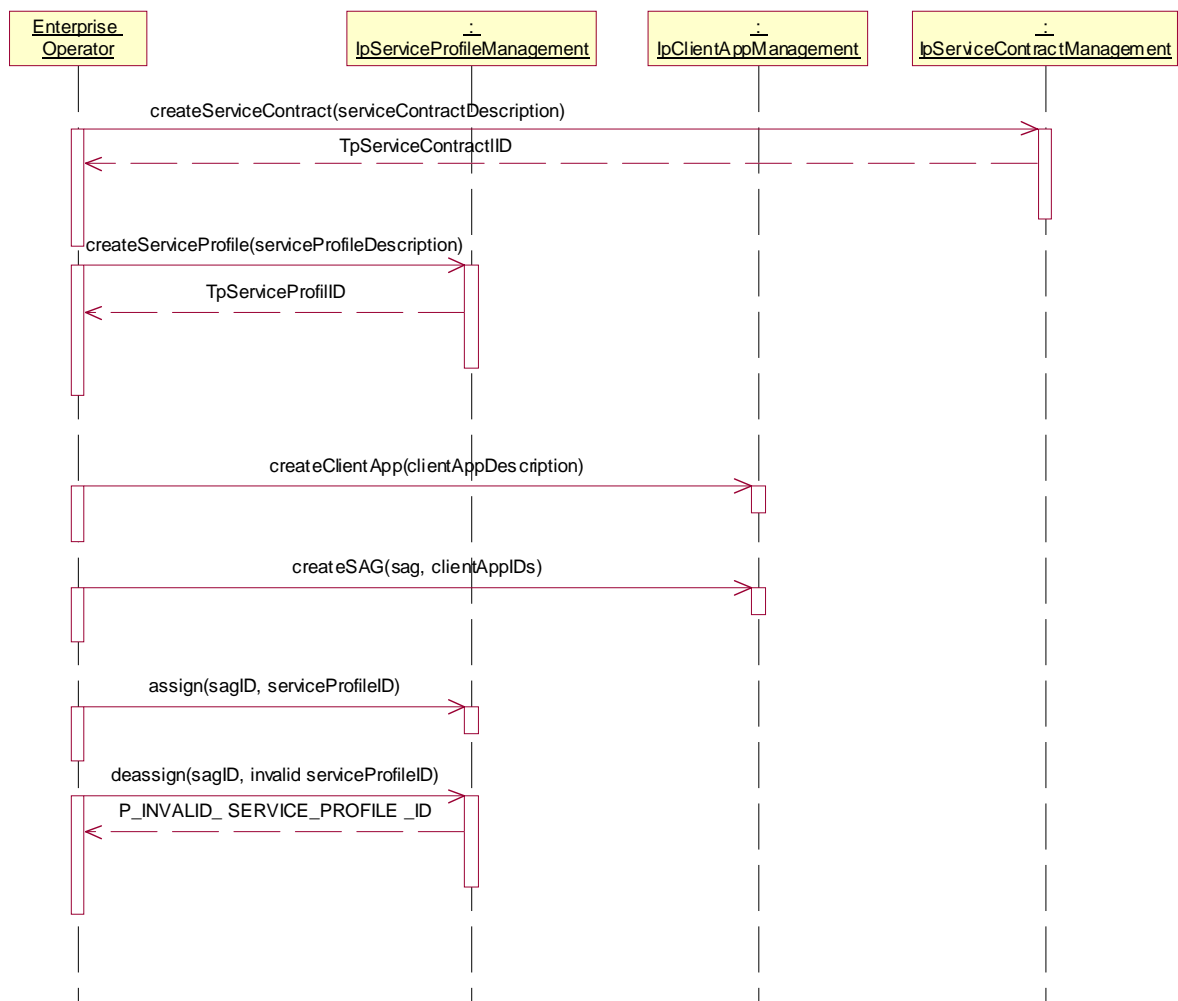 Enterprise
Operator
:
IpServiceProfileManagement
:
IpClientAppManagement
:
IpServiceContractManagement
createServiceContract(serviceContractDescription)
TpServiceContractIID
createServiceProfile(serviceProfileDescription)
TpServiceProfilID
createClientApp(clientAppDescription)
createSAG(sag, clientAppIDs)
assign(sagID, serviceProfileID)
deassign(sagID, invalid serviceProfileID)
P_INVALID_ SERVICE_PROFILE _ID